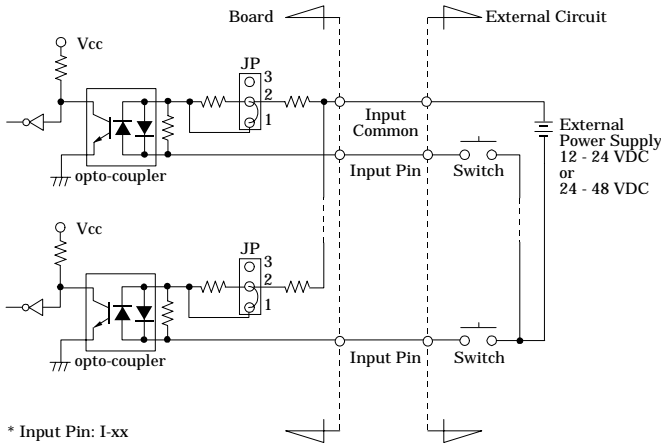 Board
External Circuit
Vcc
JP
3
2
1
Input
Common
External
Power Supply
12 - 24 VDC
or
24 - 48 VDC
opto-coupler
Input Pin
Switch
Vcc
JP
3
2
1
opto-coupler
Input Pin
Switch
* Input Pin: I-xx